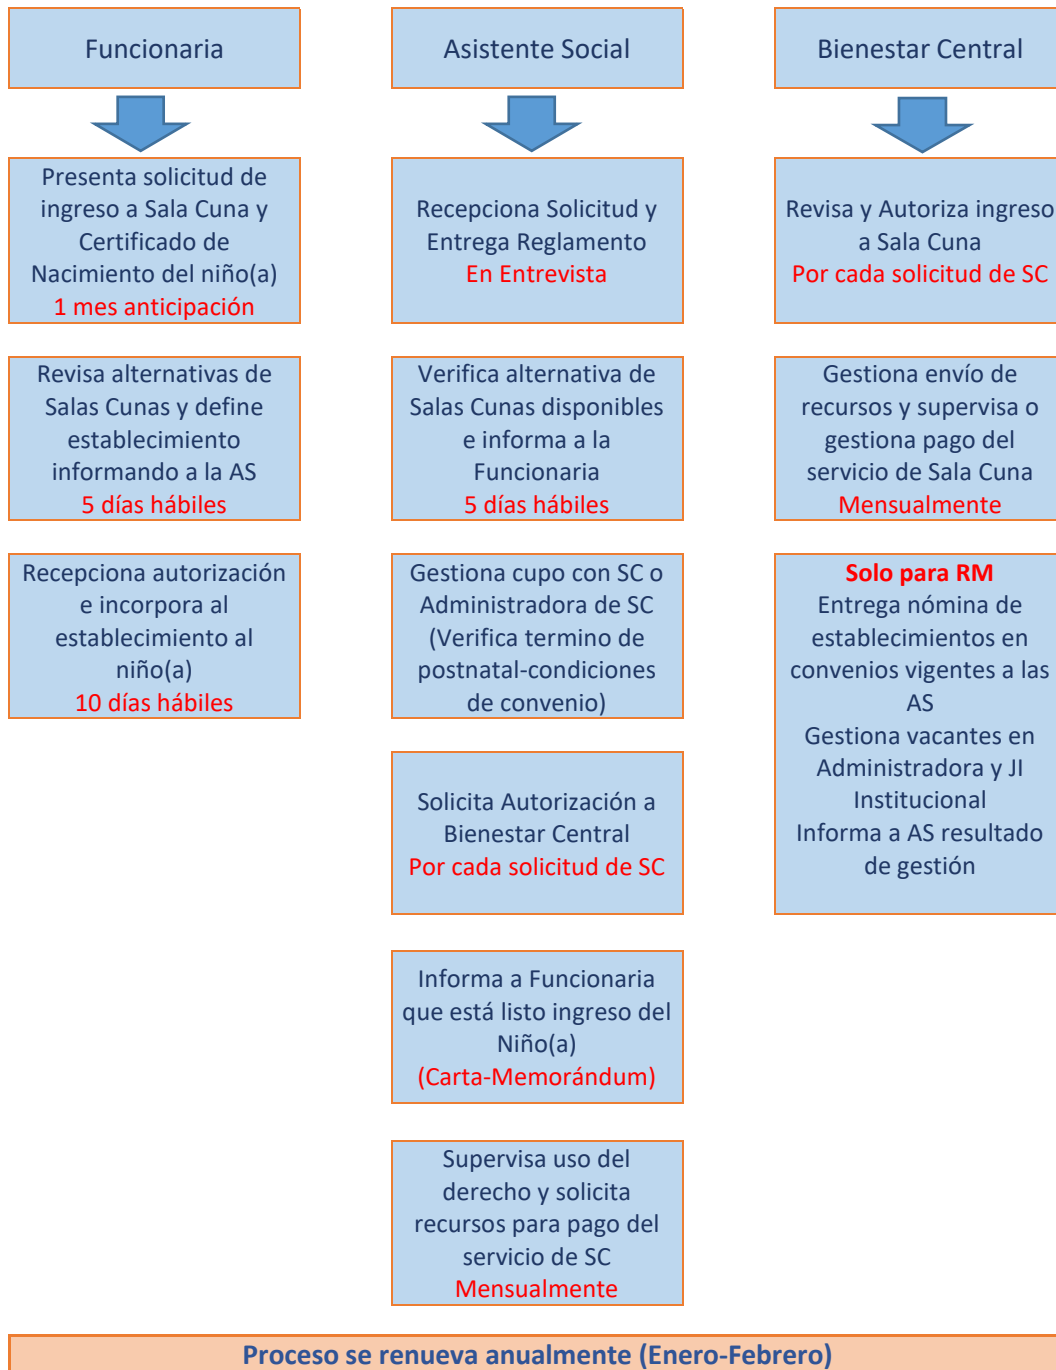 Funcionaria
Presenta solicitud de
ingreso a Sala Cuna y
Certificado de
Nacimiento del niño(a)
1 mes anticipación
Revisa alternativas de
Salas Cunas y define
establecimiento
informando a la AS
5 días hábiles
Recepciona autorización
e incorpora al
establecimiento al
niño(a)
10 días hábiles
Asistente Social
Recepciona Solicitud y
Entrega Reglamento
En Entrevista
Verifica alternativa de
Salas Cunas disponibles
e informa a la
Funcionaria
5 días hábiles
Gestiona cupo con SC o
Administradora de SC
(Verifica termino de
postnatal-condiciones
de convenio)
Solicita Autorización a
Bienestar Central
Por cada solicitud de SC
Informa a Funcionaria
que está listo ingreso del
Niño(a)
(Carta-Memorándum)
Supervisa uso del
derecho y solicita
recursos para pago del
servicio de SC
Mensualmente
Bienestar Central
Revisa y Autoriza ingreso
a Sala Cuna
Por cada solicitud de SC
Gestiona envío de
recursos y supervisa o
gestiona pago del
servicio de Sala Cuna
Mensualmente
Solo para RM
Entrega nómina de
establecimientos en
convenios vigentes a las
AS
Gestiona vacantes en
Administradora y JI
Institucional
Informa a AS resultado
de gestión
Proceso se renueva anualmente (Enero-Febrero)